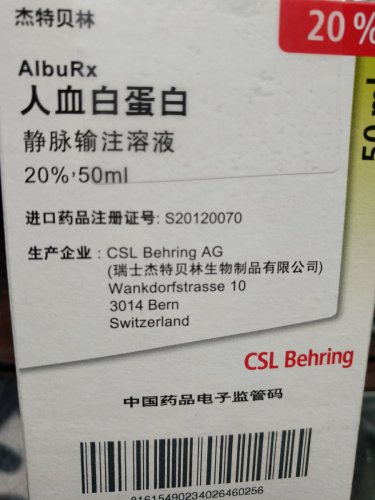 杰特贝林
20%
AlbuRx
人血白蛋白
静脉输注溶液
20%,50ml
50 ml
进口药品注册证号: S20120070
生产企业 : CSL Behring AG
(瑞士杰特贝林生物制品有限公司)
Wankdorfstrasse 10
3014 Bern
Switzerland
CSL Behring
中国药品电子监管码
81615490234026460256